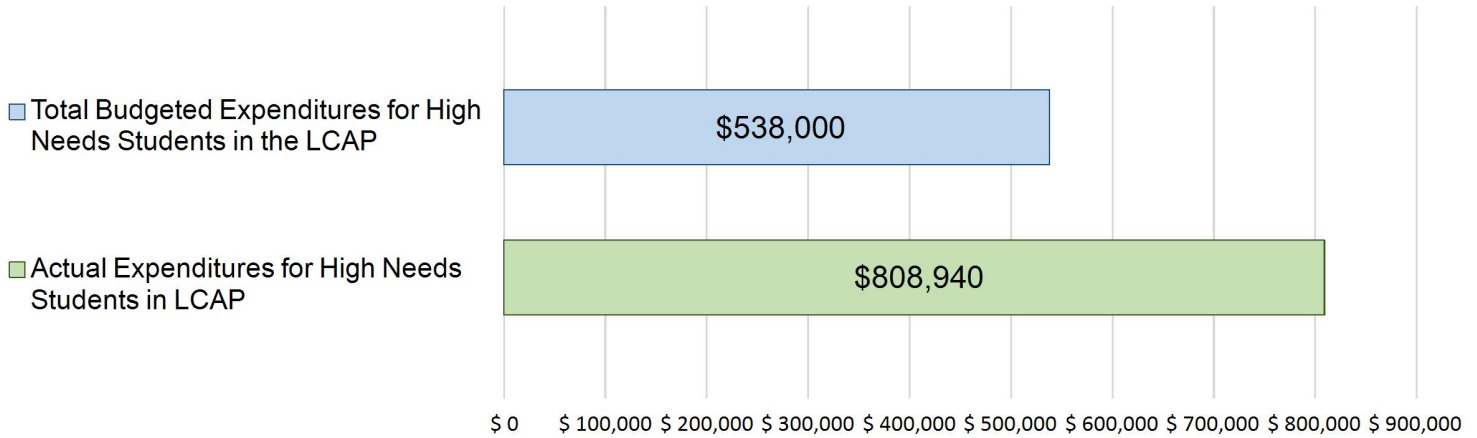 Total Budgeted Expenditures for High
Needs Students in the LCAP
$538,000
Actual Expenditures for High Needs
Students in LCAP
$808,940
$ 0 $ 100,000 $ 200,000 $ 300,000 $ 400,000 $ 500,000 $ 600,000 $ 700,000 $ 800,000 $ 900,000